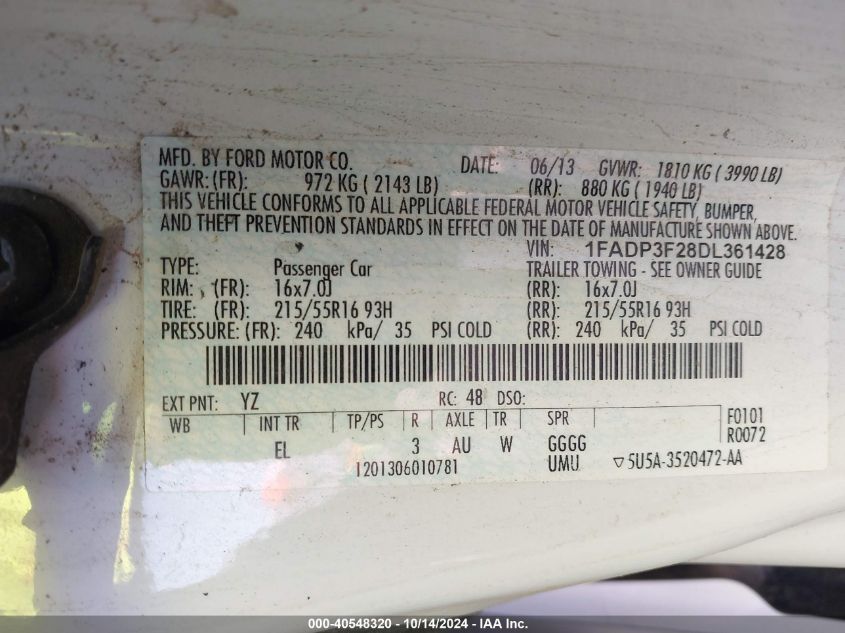 MFD. BY FORD MOTOR CO. DATE: 06/13 GVWR: 1810 KG ( 3990 LB)
GAWR: (FR): 972 KG ( 2143 LB) (RR): 880 KG ( 1940 LB)
THIS VEHICLE CONFORMS TO ALL APPLICABLE FEDERAL MOTOR VEHICLE SAFETY, BUMPER,
AND THEFT PREVENTION STANDARDS IN EFFECT ON THE DATE OF MANUFACTURE SHOWN ABOVE.
VIN: 1FADP3F28DL361428
TYPE: Passenger Car TRAILER TOWING - SEE OWNER GUIDE
RIM: (FR): 16x7.0J (RR): 16x7.0J
TIRE: (FR): 215/55R16 93H (RR): 215/55R16 93H
PRESSURE: (FR): 240 kPa/ 35 PSI COLD (RR): 240 kPa/ 35 PSI COLD
EXT PNT: YZ RC: 48 DSO:
WB INT TR TP/PS R AXLE TR SPR F0101
EL 3 AU W GGGG R0072
I201306010781 UMU ▽5U5A-3520472-AA
000-40548320 - 10/14/2024 - IAAI.com/CA/Inc.